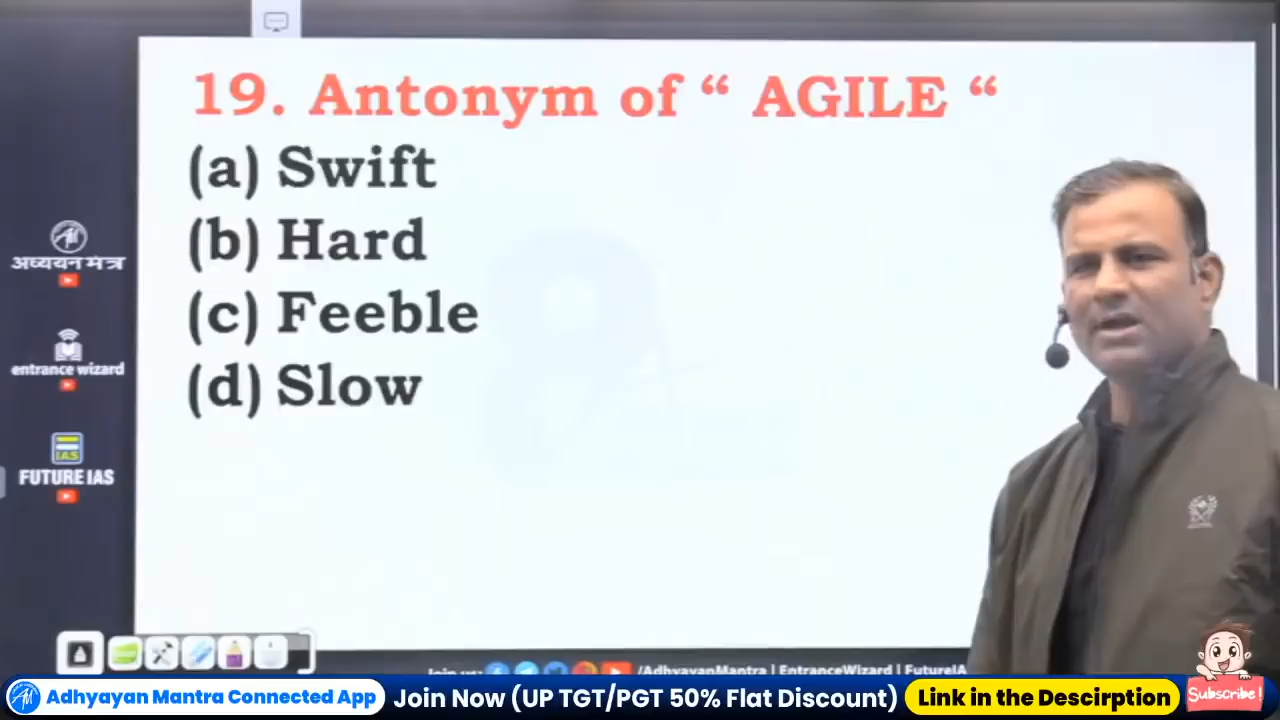 19. Antonym of “ AGILE “
(a) Swift
(b) Hard
(c) Feeble
(d) Slow
अध्ययन मंत्र
entrance wizard
IAS
FUTURE IAS
/AdhyayanMantra | EntranceWizard | FutureIA
Adhyayan Mantra Connected App
Join Now (UP TGT/PGT 50% Flat Discount)
Link in the Descirption
Subscribe!